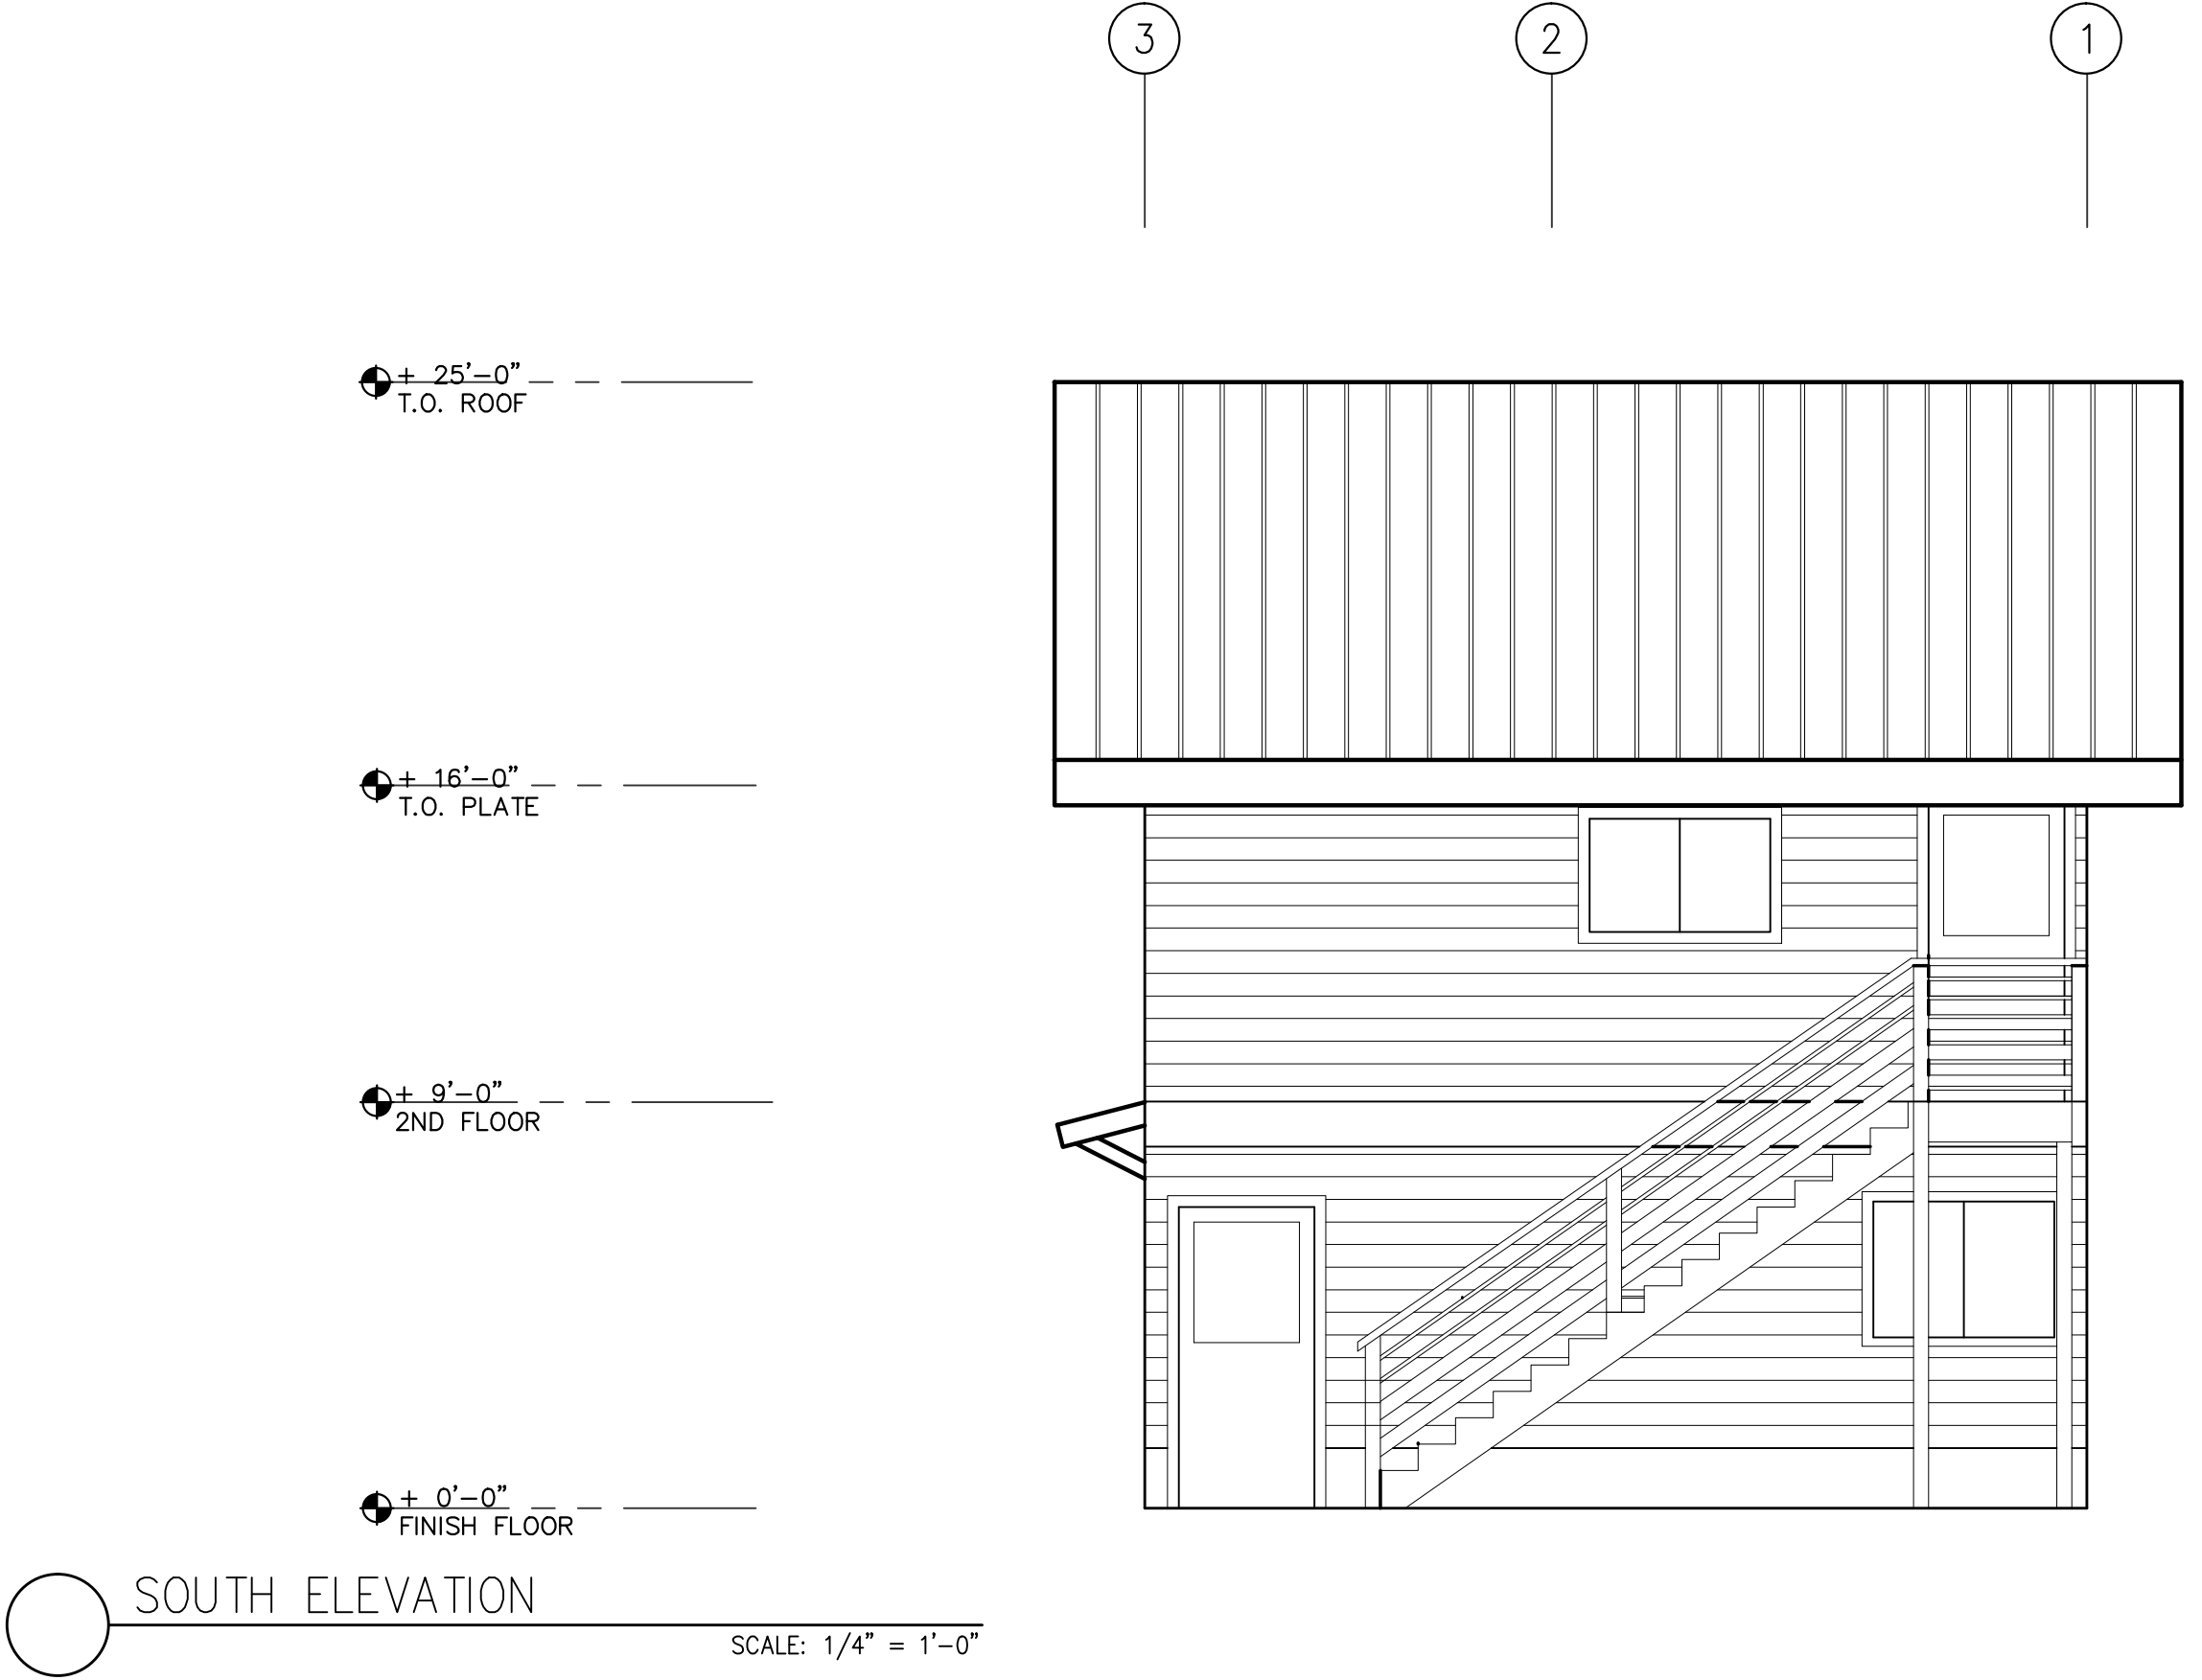 3 2 1
+ 25'-0"
T.O. ROOF
+ 16'-0"
T.O. PLATE
+ 9'-0"
2ND FLOOR
+ 0'-0"
FINISH FLOOR
SOUTH ELEVATION
SCALE: 1/4" = 1'-0"